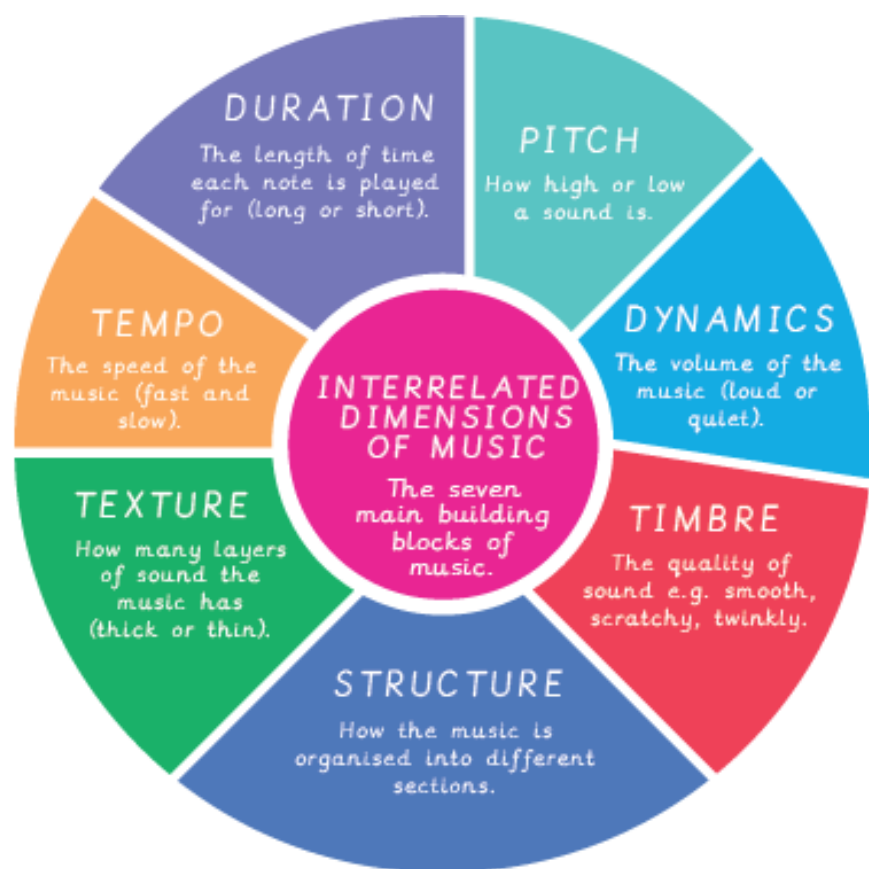 DURATION
The length of time
each note is played
for (long or short).
PITCH
How high or low
a sound is.
DYNAMICS
The volume of the
music (loud or
quiet).
TIMBRE
The quality of
sound e.g. smooth,
scratchy, twinkly.
STRUCTURE
How the music is
organised into different
sections.
TEXTURE
How many layers
of sound the
music has
(thick or thin).
TEMPO
The speed of the
music (fast and
slow).
INTERRELATED
DIMENSIONS
OF MUSIC
The seven
main building
blocks of
music.